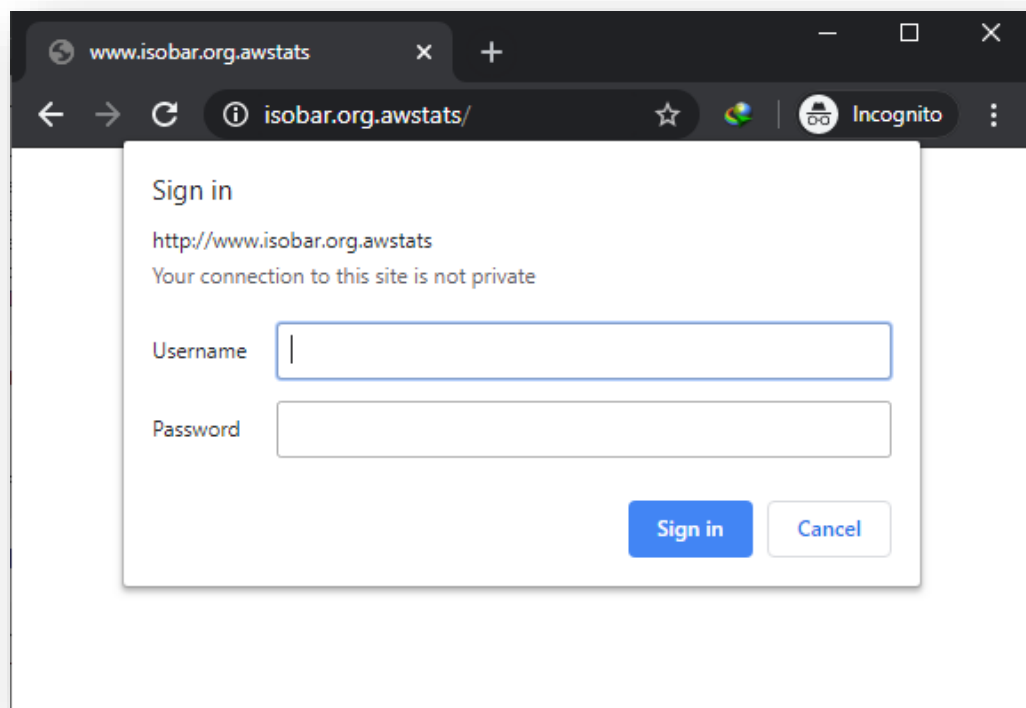 www.isobar.org.awstats
isobar.org.awstats/ Incognito
Sign in
http://www.isobar.org.awstats
Your connection to this site is not private
Username
Password
Sign in Cancel